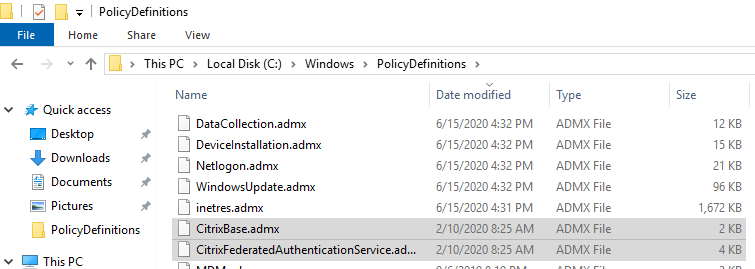 PolicyDefinitions
File Home Share View
This PC Local Disk (C:) Windows PolicyDefinitions
Name Date modified Type Size
Quick access
Desktop
Downloads
Documents
Pictures
PolicyDefinitions
This PC
DataCollection.admx 6/15/2020 4:32 PM ADMX File 12 KB
DeviceInstallation.admx 6/15/2020 4:32 PM ADMX File 15 KB
Netlogon.admx 6/15/2020 4:32 PM ADMX File 21 KB
WindowsUpdate.admx 6/15/2020 4:32 PM ADMX File 96 KB
inetres.admx 6/15/2020 4:31 PM ADMX File 1,672 KB
CitrixBase.admx 2/10/2020 8:25 AM ADMX File 2 KB
CitrixFederatedAuthenticationService.ad... 2/10/2020 8:25 AM ADMX File 4 KB